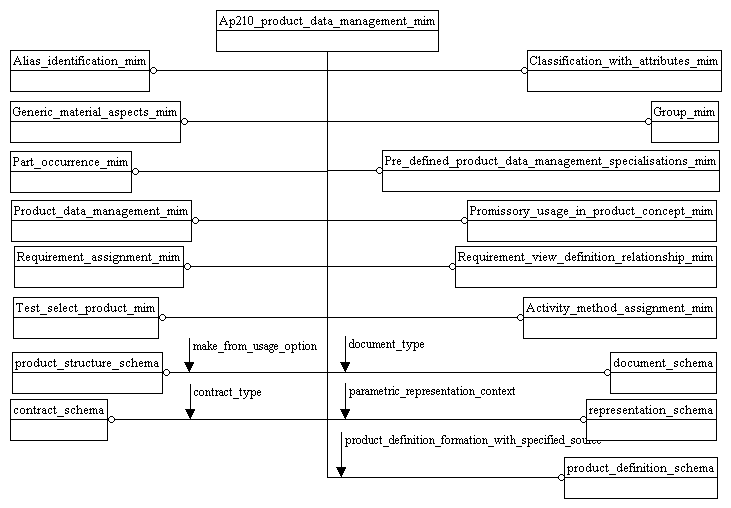 Ap210_product_data_management_mim
Alias_identification_mim
Classification_with_attributes_mim
Generic_material_aspects_mim
Group_mim
Part_occurrence_mim
Pre_defined_product_data_management_specialisations_mim
Product_data_management_mim
Promissory_usage_in_product_concept_mim
Requirement_assignment_mim
Requirement_view_definition_relationship_mim
Test_select_product_mim
Activity_method_assignment_mim
make_from_usage_option
document_type
product_structure_schema
document_schema
contract_type
parametric_representation_context
contract_schema
representation_schema
product_definition_formation_with_specified_source
product_definition_schema